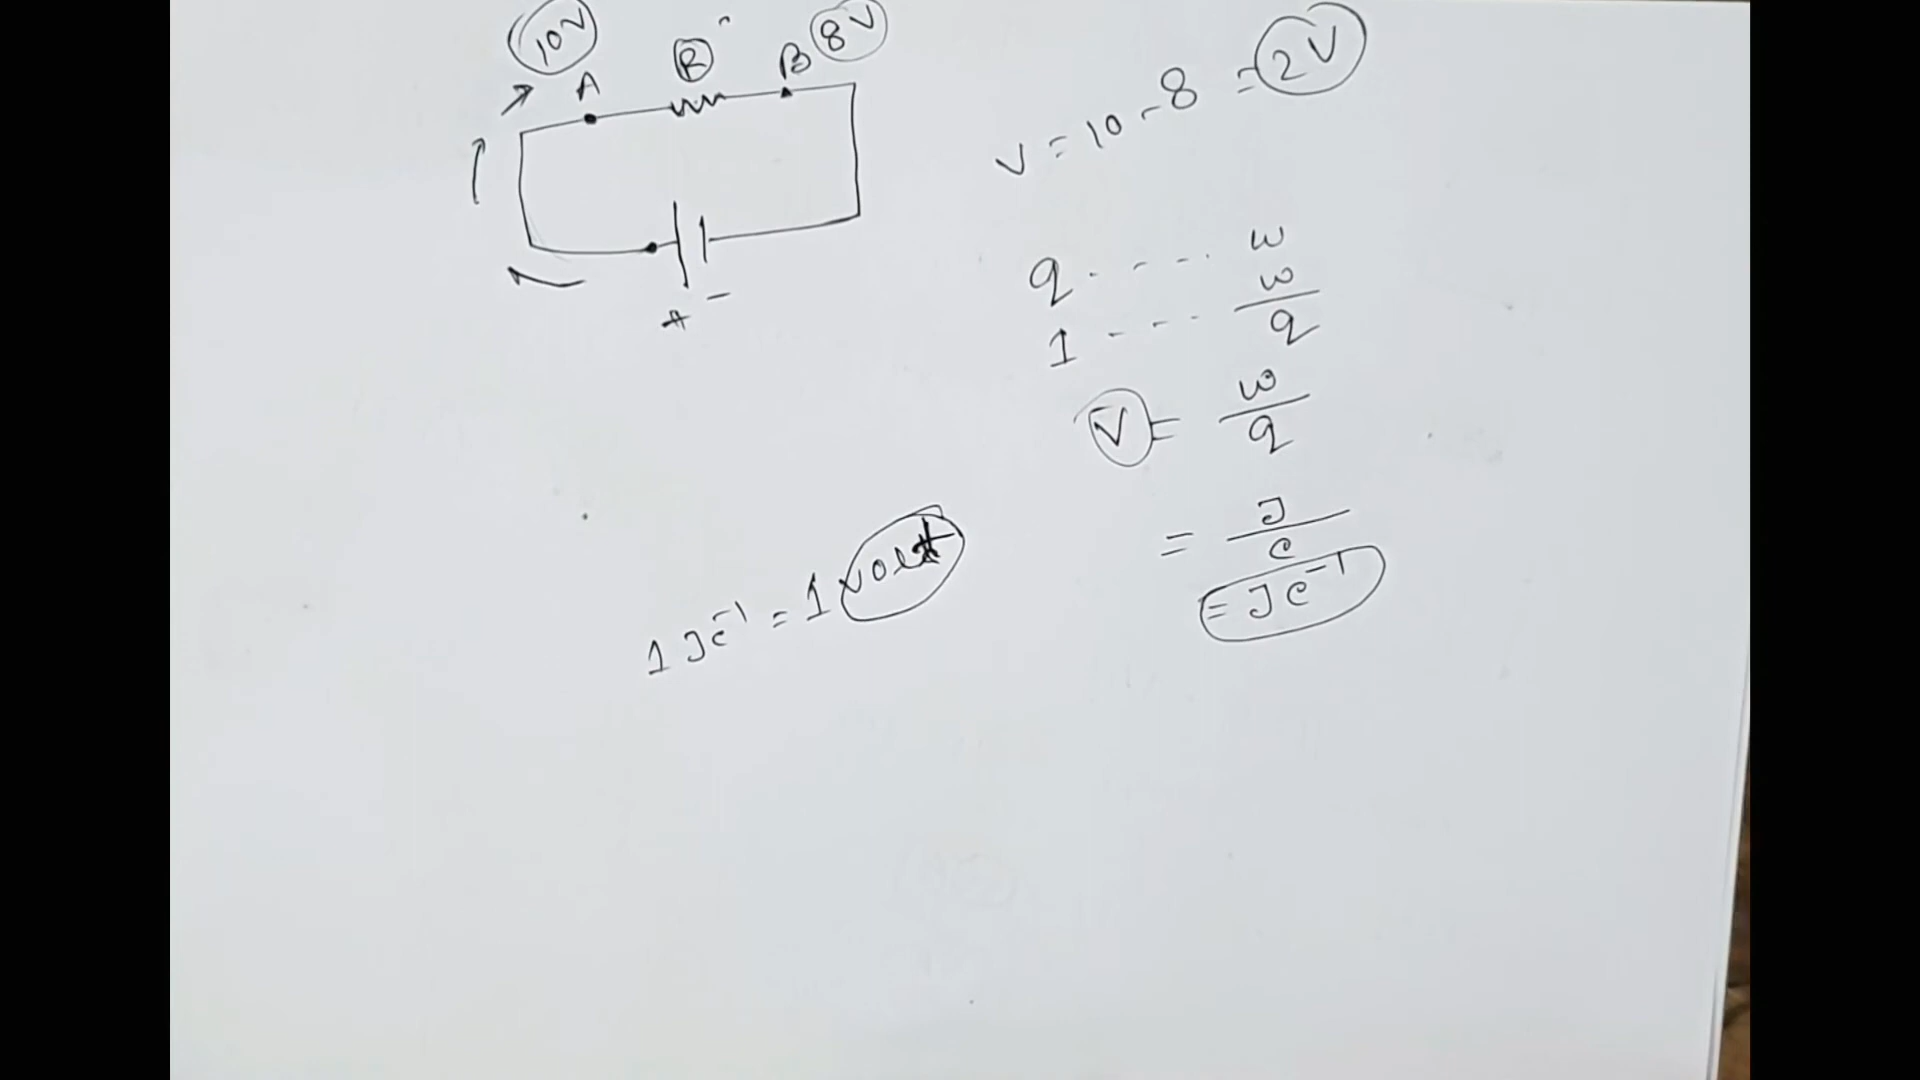 10V
R
8V
A
B
+ -
V = 10 - 8 = 2V
q - - - - w
1 - - - w/q
V = w/q
= J/C
= JC⁻¹
1 JC⁻¹ = 1 volt